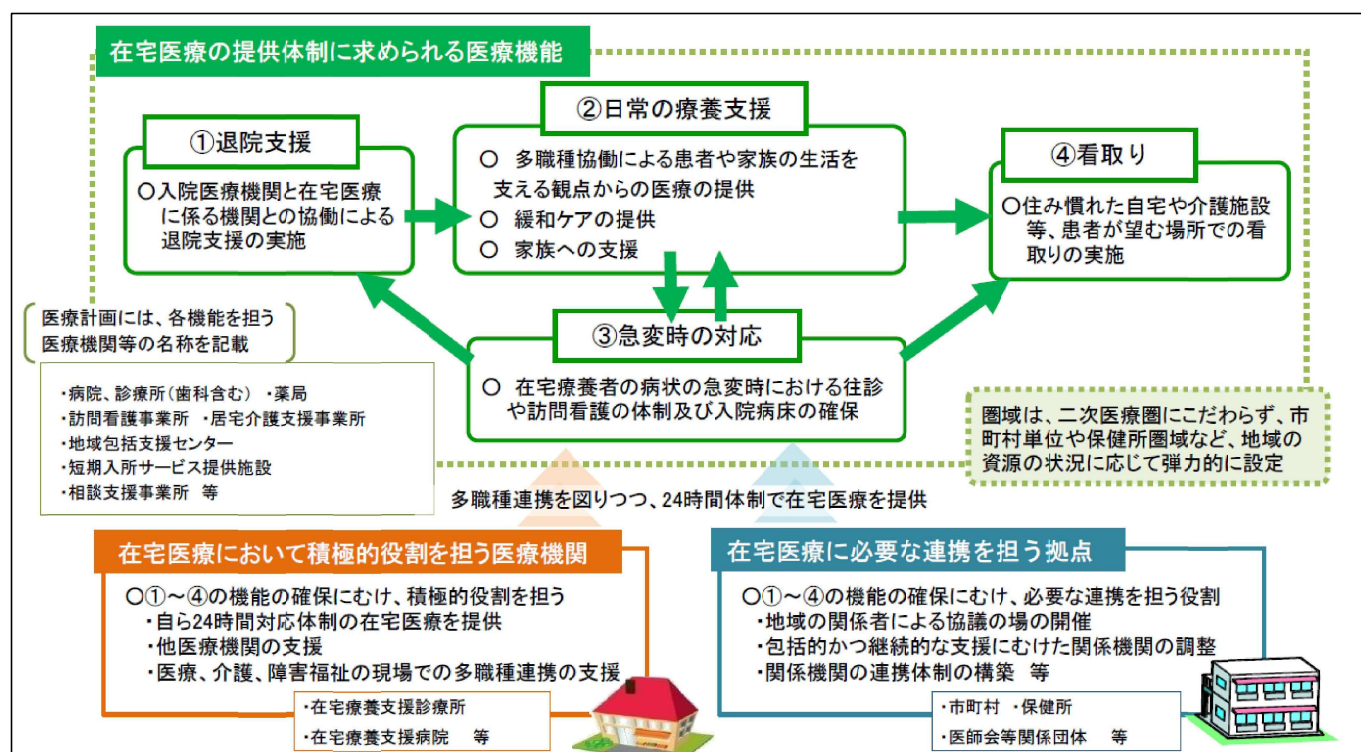 在宅医療の提供体制に求められる医療機能
①退院支援
○入院医療機関と在宅医療
に係る機関との協働による
退院支援の実施
②日常の療養支援
○ 多職種協働による患者や家族の生活を
支える観点からの医療の提供
○ 緩和ケアの提供
○ 家族への支援
④看取り
○住み慣れた自宅や介護施設
等、患者が望む場所での看
取りの実施
③急変時の対応
○ 在宅療養者の病状の急変時における往診
や訪問看護の体制及び入院病床の確保
医療計画には、各機能を担う
医療機関等の名称を記載
・病院、診療所(歯科含む) ・薬局
・訪問看護事業所 ・居宅介護支援事業所
・地域包括支援センター
・短期入所サービス提供施設
・相談支援事業所 等
圏域は、二次医療圏にこだわらず、市
町村単位や保健所圏域など、地域の
資源の状況に応じて弾力的に設定
多職種連携を図りつつ、24時間体制で在宅医療を提供
在宅医療において積極的役割を担う医療機関
○①～④の機能の確保にむけ、積極的役割を担う
・自ら24時間対応体制の在宅医療を提供
・他医療機関の支援
・医療、介護、障害福祉の現場での多職種連携の支援
・在宅療養支援診療所
・在宅療養支援病院 等
在宅医療に必要な連携を担う拠点
○①～④の機能の確保にむけ、必要な連携を担う役割
・地域の関係者による協議の場の開催
・包括的かつ継続的な支援にむけた関係機関の調整
・関係機関の連携体制の構築 等
・市町村 ・保健所
・医師会等関係団体 等